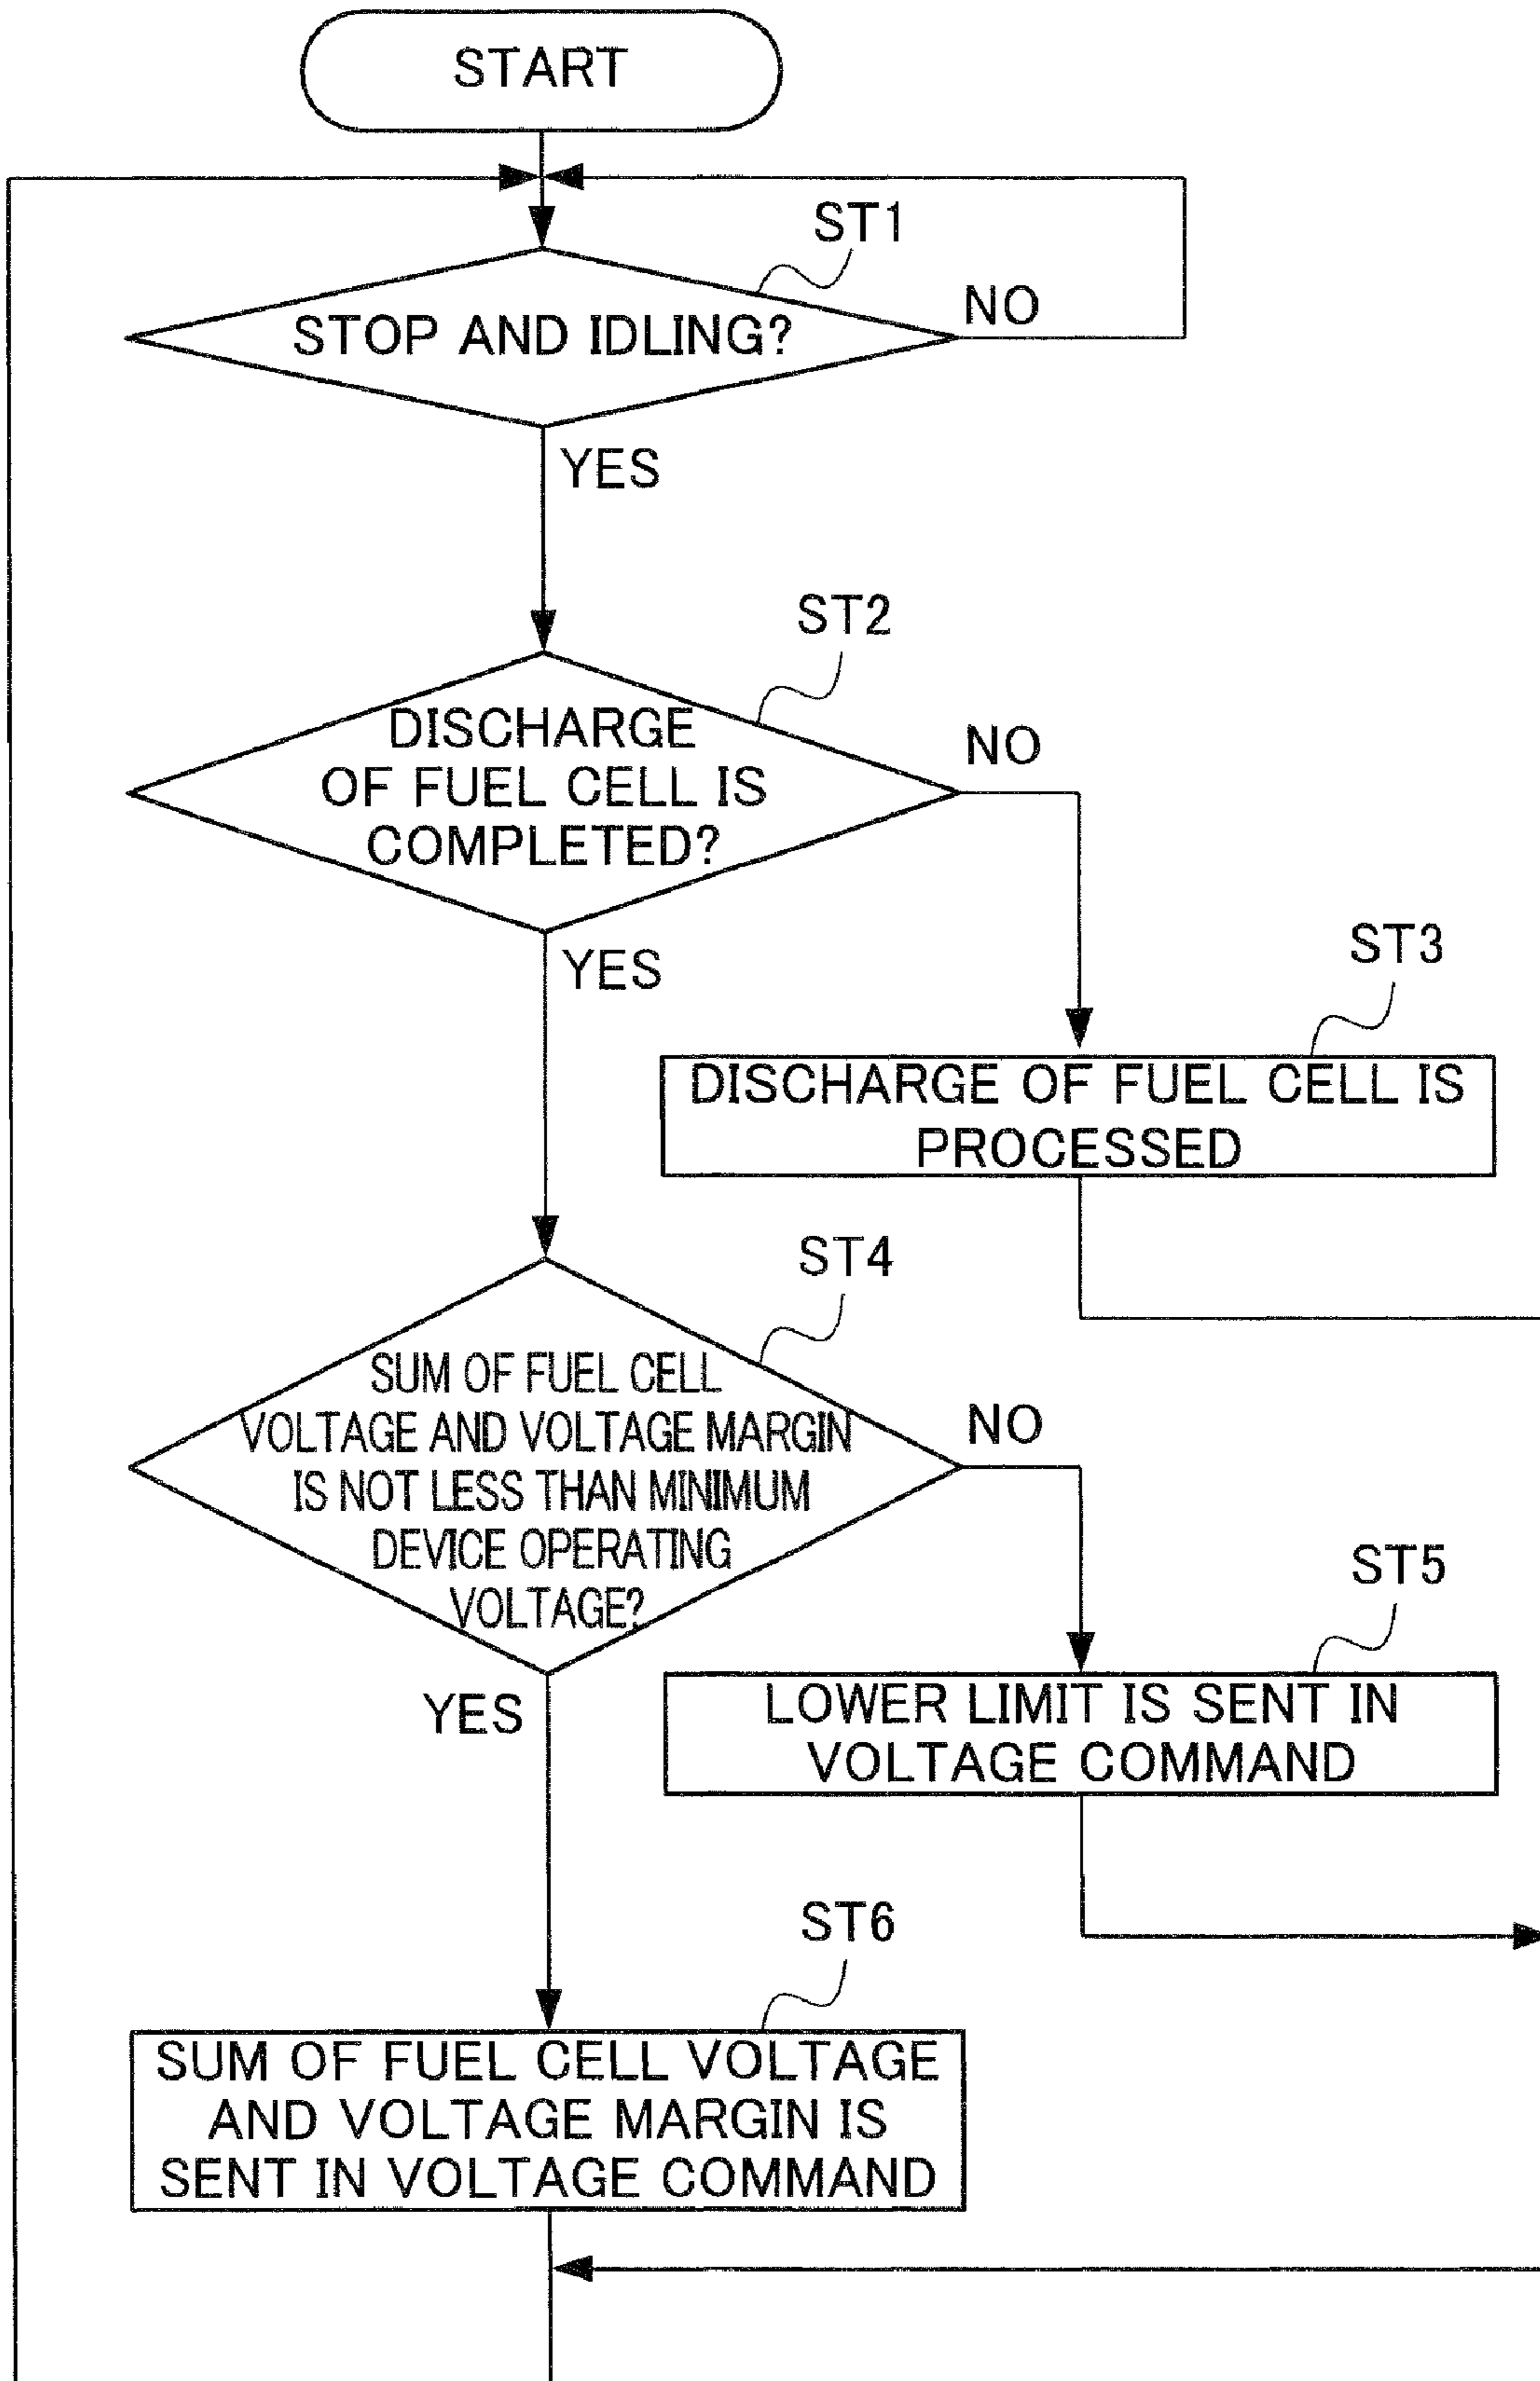 START
ST1
STOP AND IDLING?
NO
YES
ST2
DISCHARGE
OF FUEL CELL IS
COMPLETED?
NO
YES
ST3
DISCHARGE OF FUEL CELL IS
PROCESSED
ST4
SUM OF FUEL CELL
VOLTAGE AND VOLTAGE MARGIN
IS NOT LESS THAN MINIMUM
DEVICE OPERATING
VOLTAGE?
NO
YES
ST5
LOWER LIMIT IS SENT IN
VOLTAGE COMMAND
ST6
SUM OF FUEL CELL VOLTAGE
AND VOLTAGE MARGIN IS
SENT IN VOLTAGE COMMAND